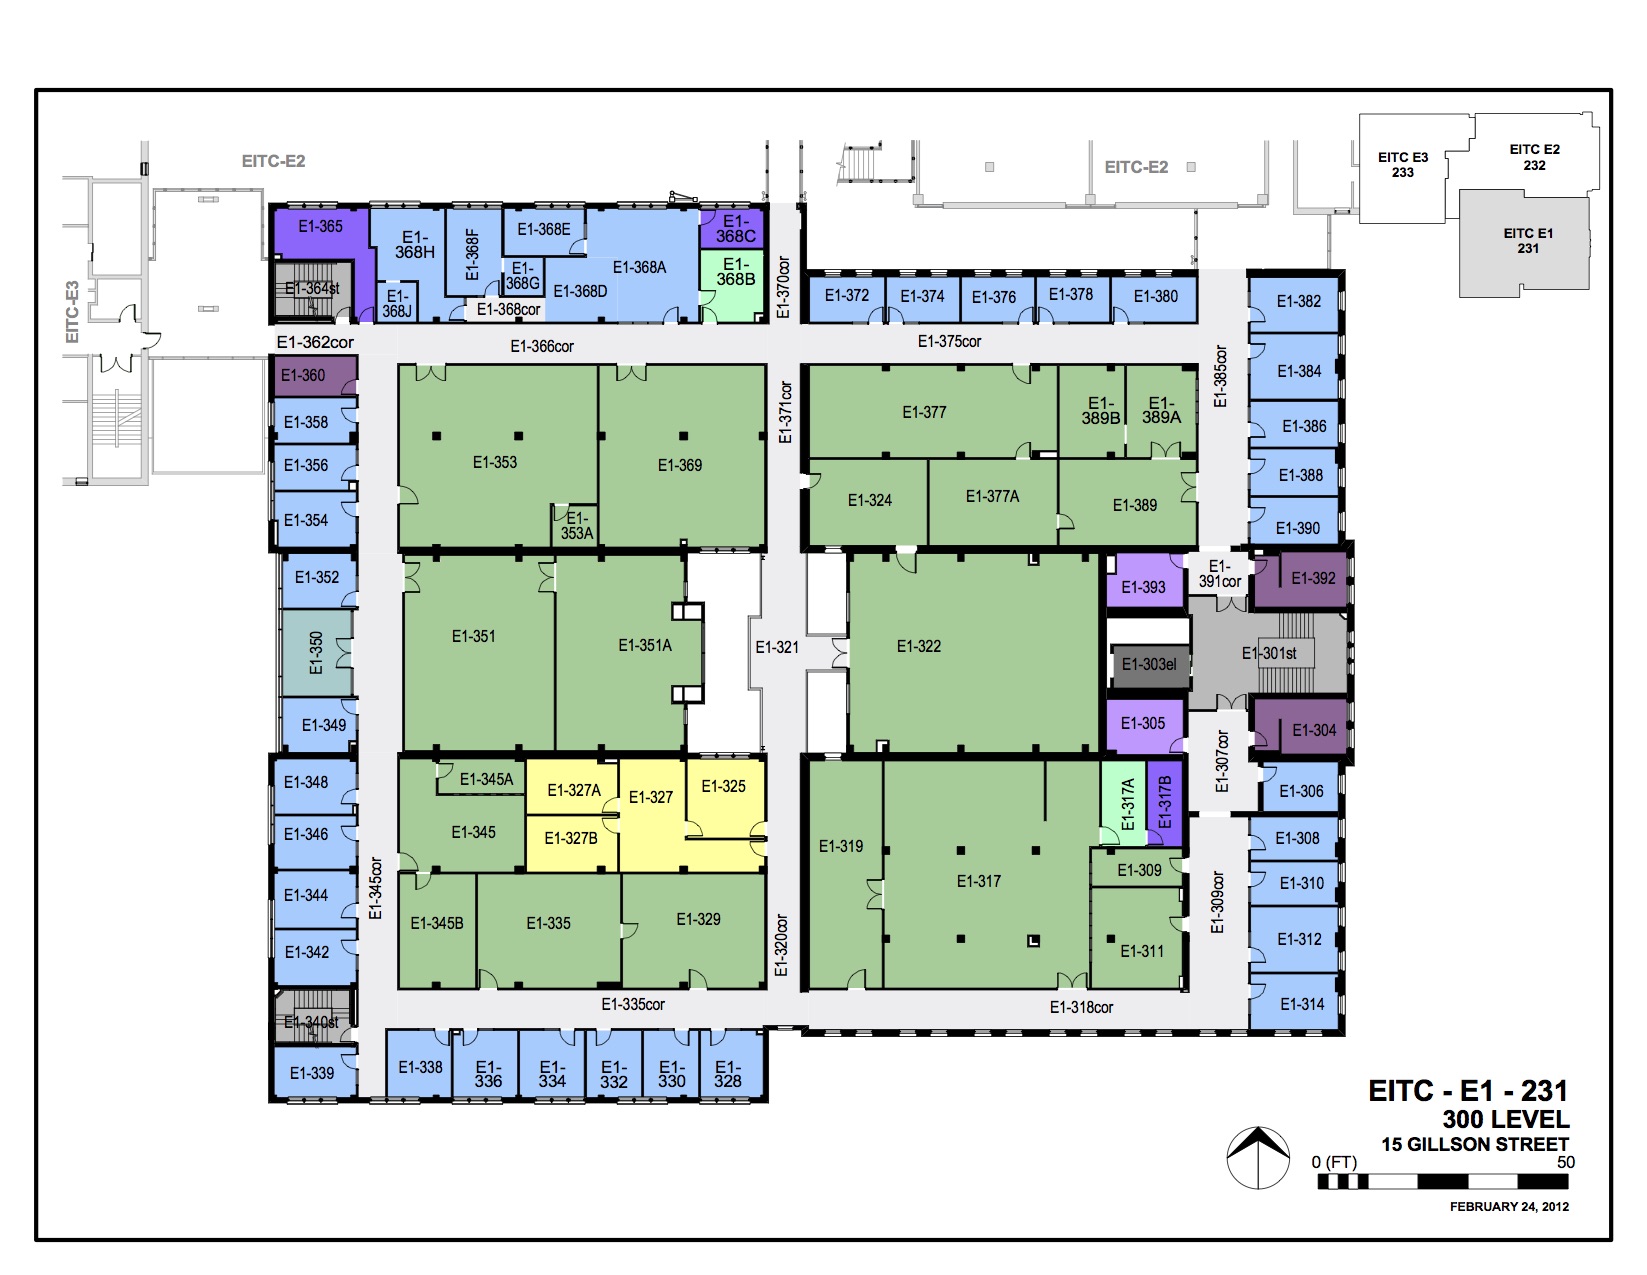 EITC-E2
EITC-E2
EITC E3
233
EITC E2
232
EITC E1
231
EITC-E3
E1-365
E1-
368H
E1-368F
E1-368E
E1-
368G
E1-368A
E1-368D
E1-
368C
E1-
368B
E1-364st
E1-
368J
E1-368cor
E1-370cor
E1-372
E1-374
E1-376
E1-378
E1-380
E1-382
E1-362cor
E1-366cor
E1-375cor
E1-385cor
E1-384
E1-360
E1-358
E1-356
E1-354
E1-353
E1-
353A
E1-369
E1-371cor
E1-377
E1-
389B
E1-
389A
E1-386
E1-388
E1-390
E1-324
E1-377A
E1-389
E1-352
E1-350
E1-349
E1-351
E1-351A
E1-321
E1-322
E1-393
E1-
391cor
E1-392
E1-303el
E1-301st
E1-305
E1-304
E1-307cor
E1-348
E1-346
E1-344
E1-342
E1-345cor
E1-345A
E1-345
E1-327A
E1-327B
E1-327
E1-325
E1-345B
E1-335
E1-329
E1-320cor
E1-319
E1-317
E1-317A
E1-317B
E1-309
E1-311
E1-309cor
E1-306
E1-308
E1-310
E1-312
E1-314
E1-340st
E1-335cor
E1-318cor
E1-339
E1-338
E1-
336
E1-
334
E1-
332
E1-
330
E1-
328
EITC - E1 - 231
300 LEVEL
15 GILLSON STREET
0 (FT) 50
FEBRUARY 24, 2012